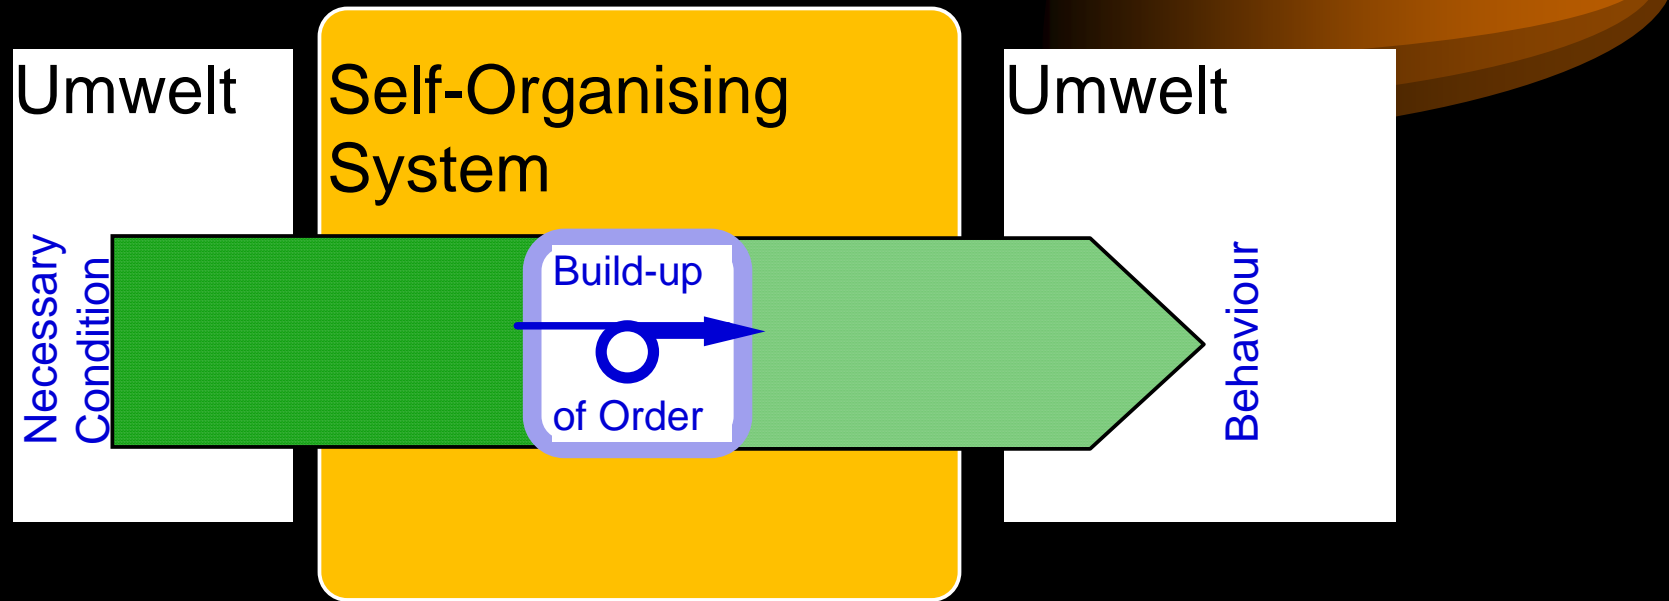 Umwelt
Self-Organising
System
Umwelt
Necessary
Condition
Build-up
of Order
Behaviour